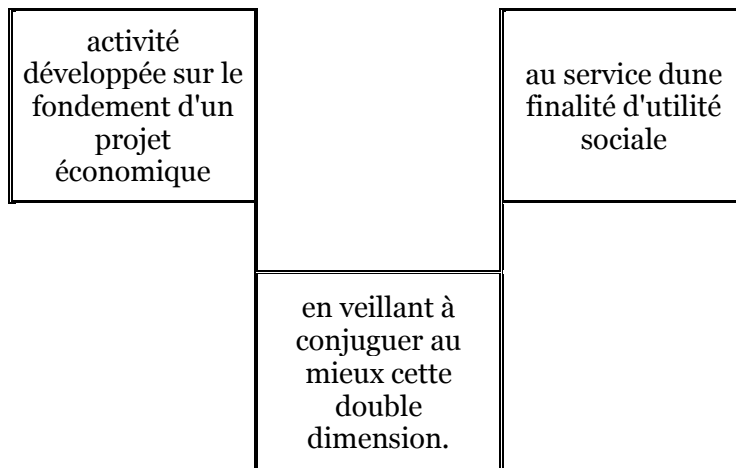 activité
développée sur le
fondement d'un
projet
économique
au service dune
finalité d'utilité
sociale
en veillant à
conjuguer au
mieux cette
double
dimension.